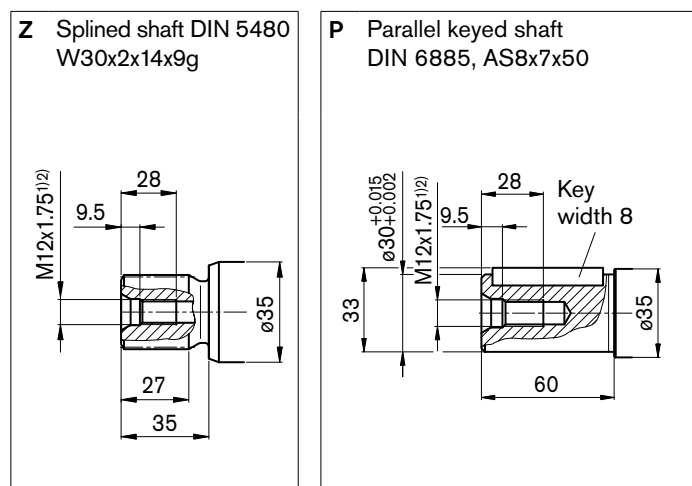 Z Splined shaft DIN 5480
W30x2x14x9g
M12x1.75¹⁾²⁾
28
9.5
ø35
27
35
P Parallel keyed shaft
DIN 6885, AS8x7x50
ø30+0.015
+0.002
M12x1.75¹⁾²⁾
28
9.5
Key
width 8
33
ø35
60